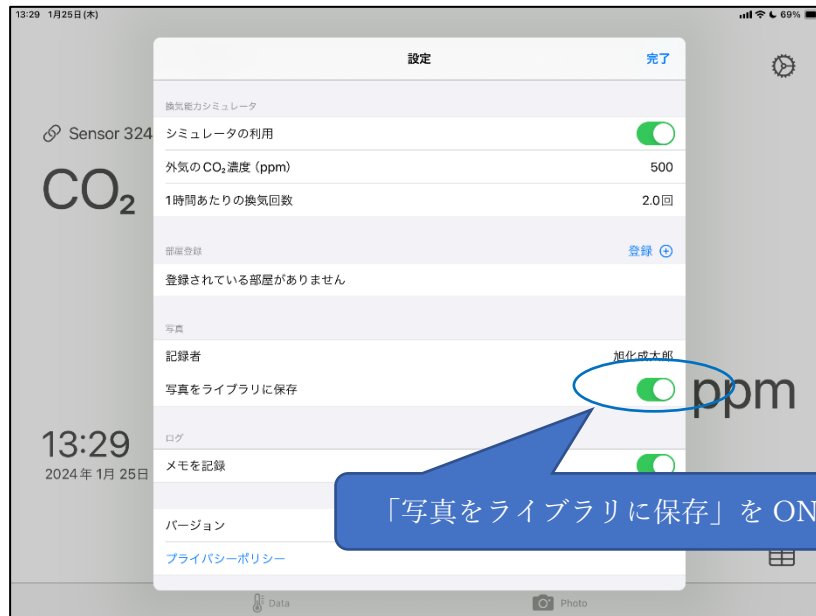 13:29 1月25日(木)
69%
設定
完了
換気能力シミュレータ
Sensor 324
シミュレータの利用
外気のCO₂濃度 (ppm)
500
CO₂
1時間あたりの換気回数
2.0回
部屋登録
登録
登録されている部屋がありません
写真
記録者
旭化成太郎
写真をライブラリに保存
ppm
ログ
13:29
メモを記録
2024年 1月 25日
「写真をライブラリに保存」を ON
バージョン
プライバシーポリシー
Data
Photo